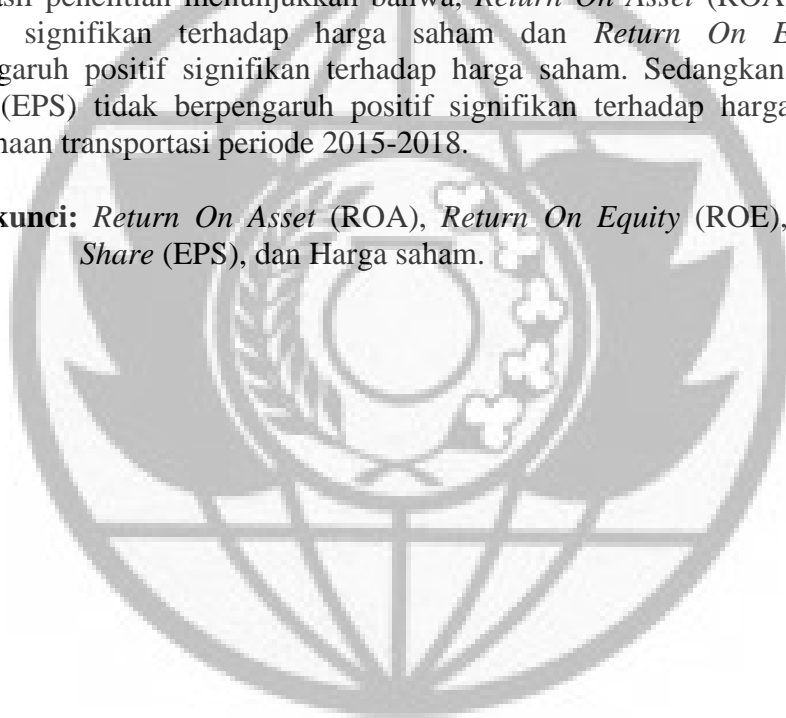 penelitian menunjukkan bahwa, Return On Asset (ROA
signifikan terhadap harga saham dan Return On E
garuh positif signifikan terhadap harga saham. Sedangkan
(EPS) tidak berpengaruh positif signifikan terhadap harga
naan transportasi periode 2015-2018.
kunci: Return On Asset (ROA), Return On Equity (ROE),
Share (EPS), dan Harga saham.